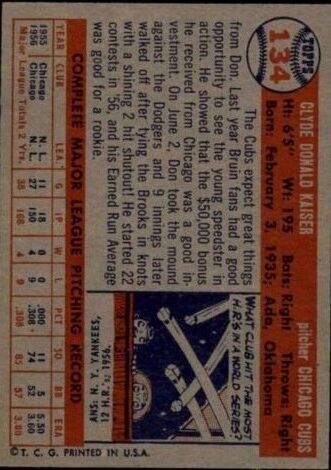 TOPPS
134
CLYDE DONALD KAISER
pitcher CHICAGO CUBS
Ht: 6'5" Wt: 195 Bats: Right Throws: Right
Born: February 3, 1935; Ada, Oklahoma
The Cubs expect great things
from Don. Last year Bruin fans had a good
opportunity to see the young speedster in
action. He showed that the $50,000 bonus
he received from Chicago was a good in-
vestment. On June 2, Don took the mound
against the Dodgers and 9 innings later
walked off after tying the Brooks in knots
with a shining 2 hit shutout! He started 22
contests in '56, and his Earned Run Average
was good for a rookie.
WHAT CLUB HIT THE MOST
H.R.'S IN A WORLD SERIES?
ANS: N. Y. YANKEES,
12 H.R.'s; 1956.
COMPLETE MAJOR LEAGUE PITCHING RECORD
YEAR CLUB LEA. G IP W L PCT SO BB ERA
1955 Chicago N. L. 11 18 0 0 .000 11 5 5.50
1956 Chicago N. L. 27 150 4 9 .308 74 52 3.60
Major League Totals 2 Yrs. 38 168 4 9 .308 85 57 3.80
© T. C. G. PRINTED IN U.S.A.